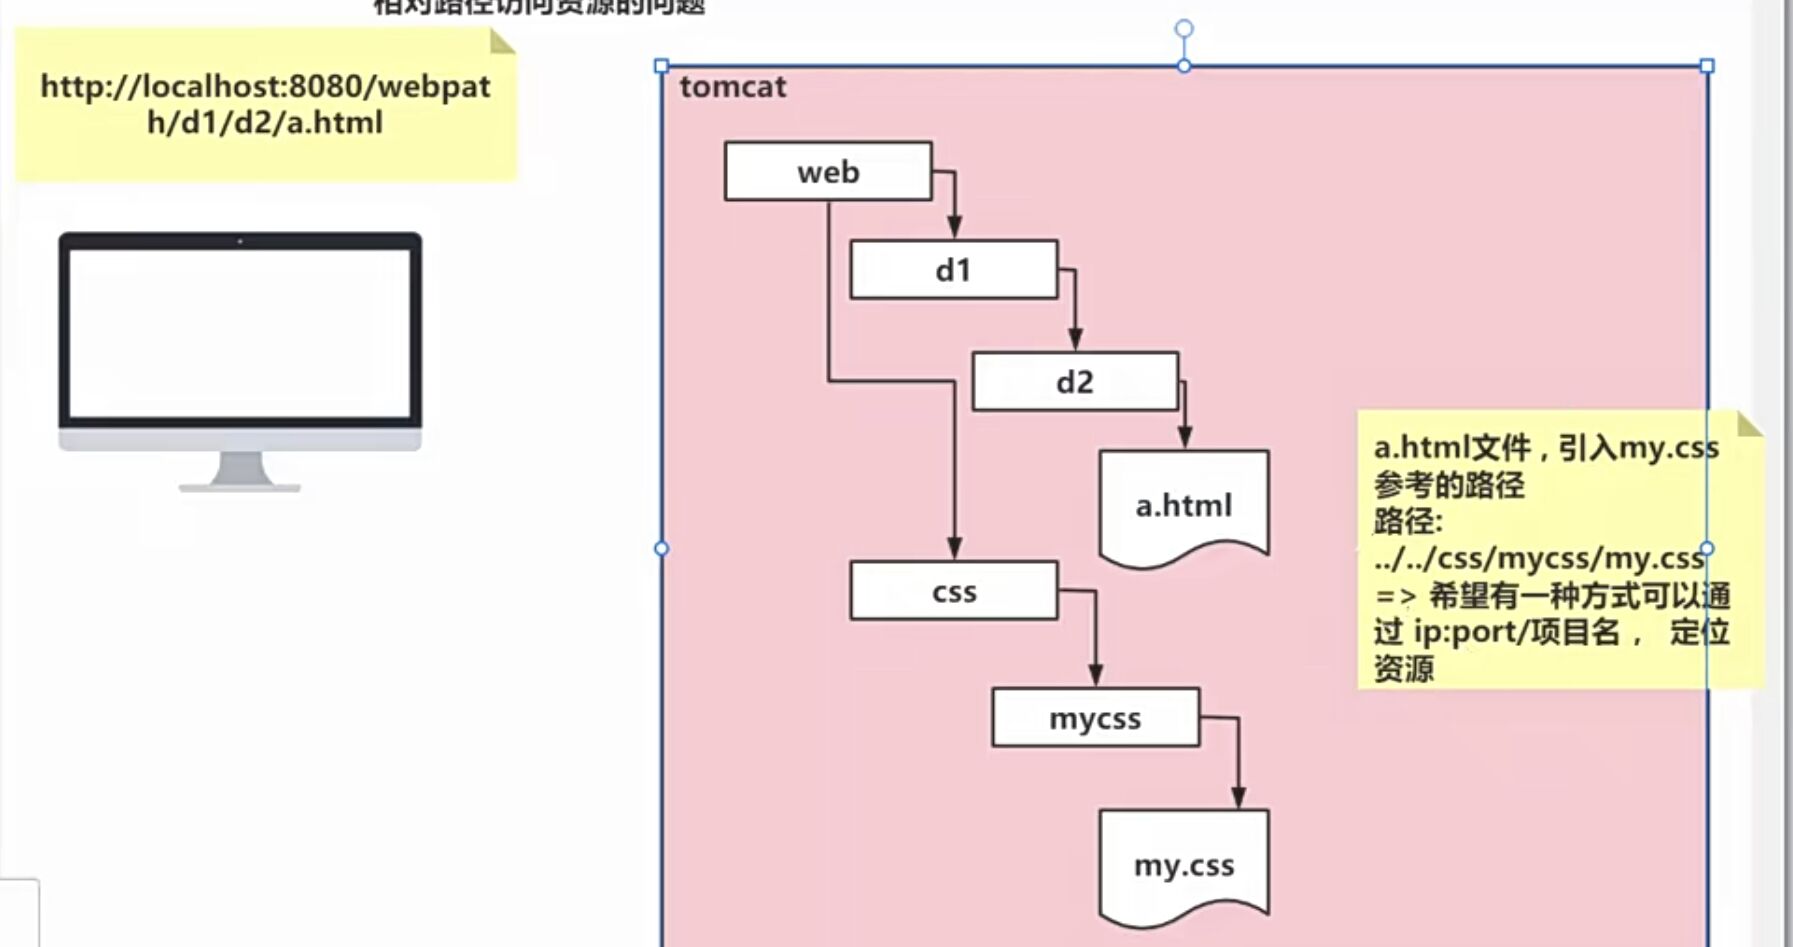 相对路径访问资源的问题
http://localhost:8080/webpat
h/d1/d2/a.html
tomcat
web
d1
d2
a.html
a.html文件，引入my.css
参考的路径
路径:
../../css/mycss/my.css
=> 希望有一种方式可以通
过 ip:port/项目名， 定位
资源
css
mycss
my.css